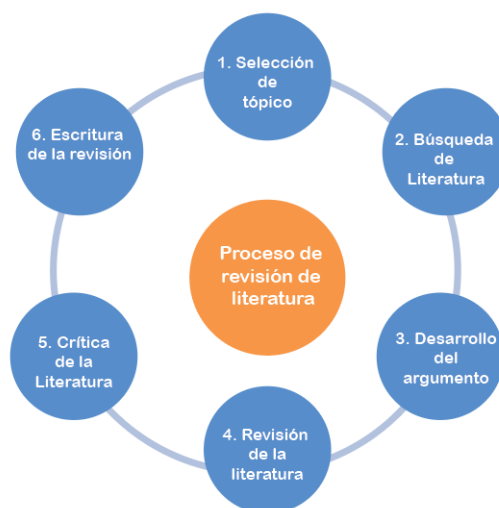 1. Selección
de
tópico
2. Búsqueda
de
Literatura
3. Desarrollo
del
argumento
4. Revisión
de la
literatura
5. Crítica
de la
Literatura
6. Escritura
de la revisión
Proceso de
revisión de
literatura